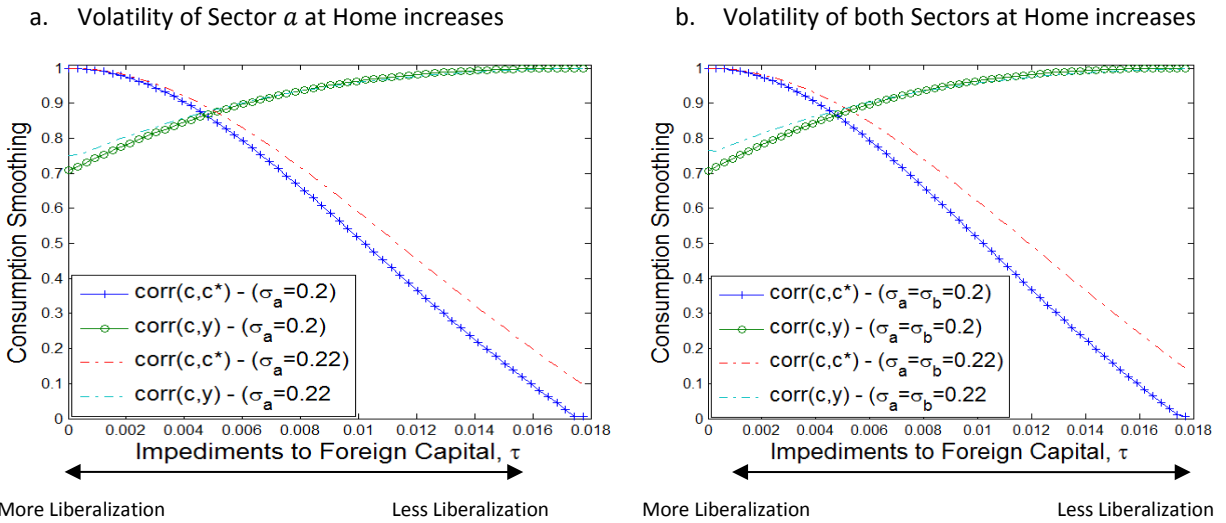 a. Volatility of Sector a at Home increases
Consumption Smoothing
1
0.9
0.8
0.7
0.6
0.5
0.4
0.3
0.2
0.1
0
corr(c,c*) - (σa=0.2)
corr(c,y) - (σa=0.2)
corr(c,c*) - (σa=0.22)
corr(c,y) - (σa=0.22
0 0.002 0.004 0.006 0.008 0.01 0.012 0.014 0.016 0.018
Impediments to Foreign Capital, τ
More Liberalization Less Liberalization
b. Volatility of both Sectors at Home increases
Consumption Smoothing
1
0.9
0.8
0.7
0.6
0.5
0.4
0.3
0.2
0.1
0
corr(c,c*) - (σa=σb=0.2)
corr(c,y) - (σa=σb=0.2)
corr(c,c*) - (σa=σb=0.22)
corr(c,y) - (σa=σb=0.22
0 0.002 0.004 0.006 0.008 0.01 0.012 0.014 0.016 0.018
Impediments to Foreign Capital, τ
More Liberalization Less Liberalization